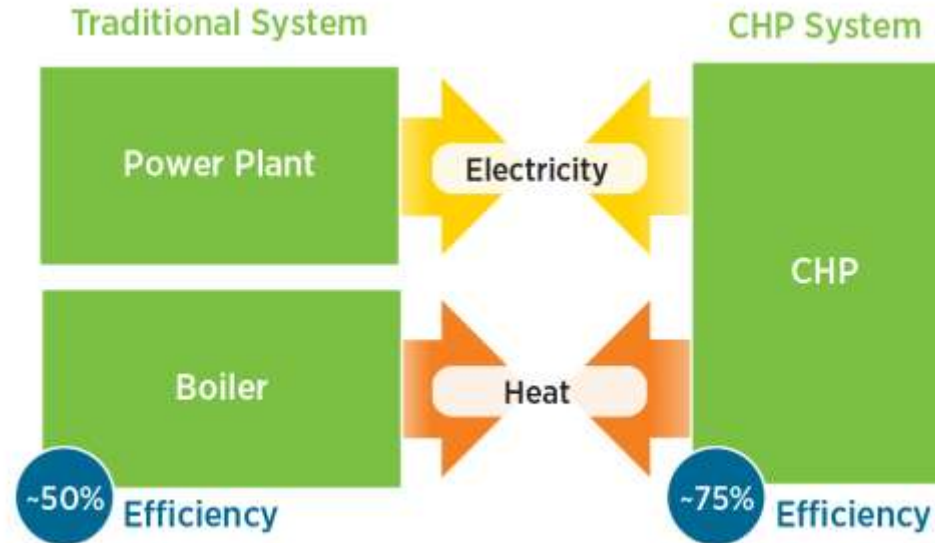 Traditional System
CHP System
Power Plant
Electricity
CHP
Boiler
Heat
~50% Efficiency
~75% Efficiency